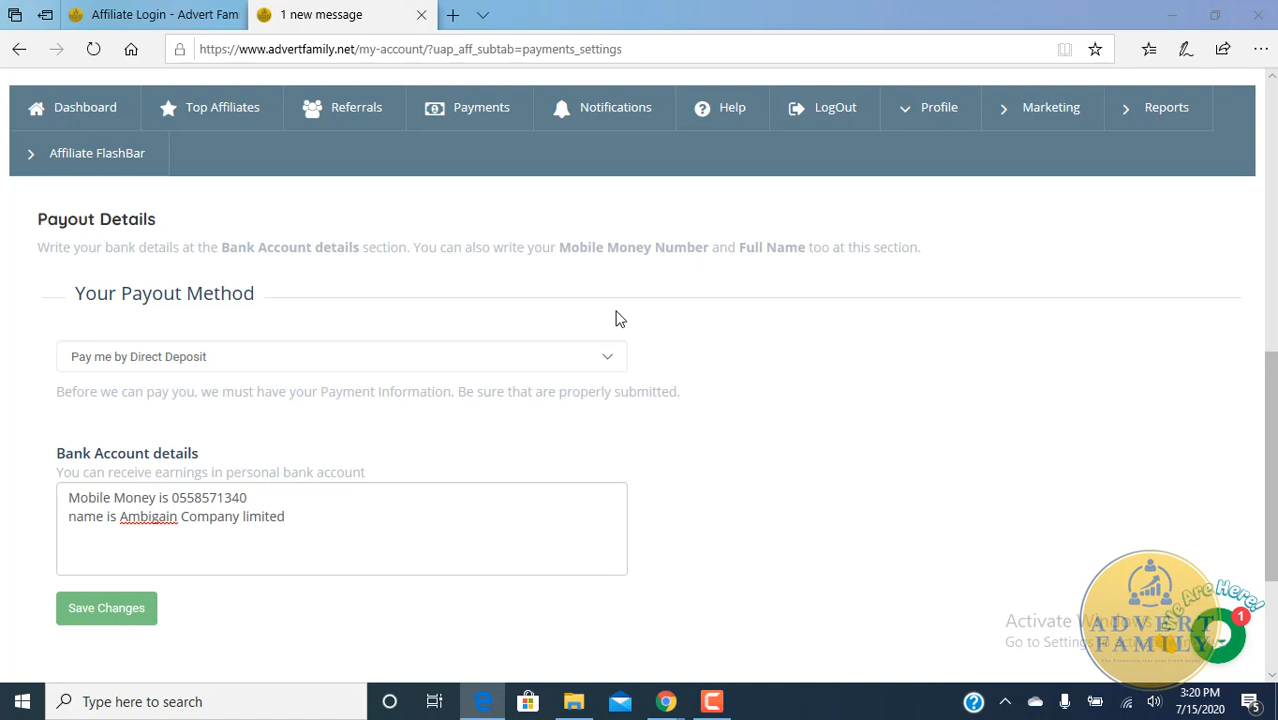 Affiliate Login - Advert Fam
1 new message
https://www.advertfamily.net/my-account/?uap_aff_subtab=payments_settings
Dashboard
Top Affiliates
Referrals
Payments
Notifications
Help
LogOut
Profile
Marketing
Reports
Affiliate FlashBar
Payout Details
Write your bank details at the Bank Account details section. You can also write your Mobile Money Number and Full Name too at this section.
Your Payout Method
Pay me by Direct Deposit
Before we can pay you, we must have your Payment Information. Be sure that are properly submitted.
Bank Account details
You can receive earnings in personal bank account
Mobile Money is 0558571340
name is Ambigain Company limited
Save Changes
We Are Here!
1
Activate Windows
Go to Settings to
ADVERT
FAMILY
Type here to search
3:20 PM
7/15/2020
5